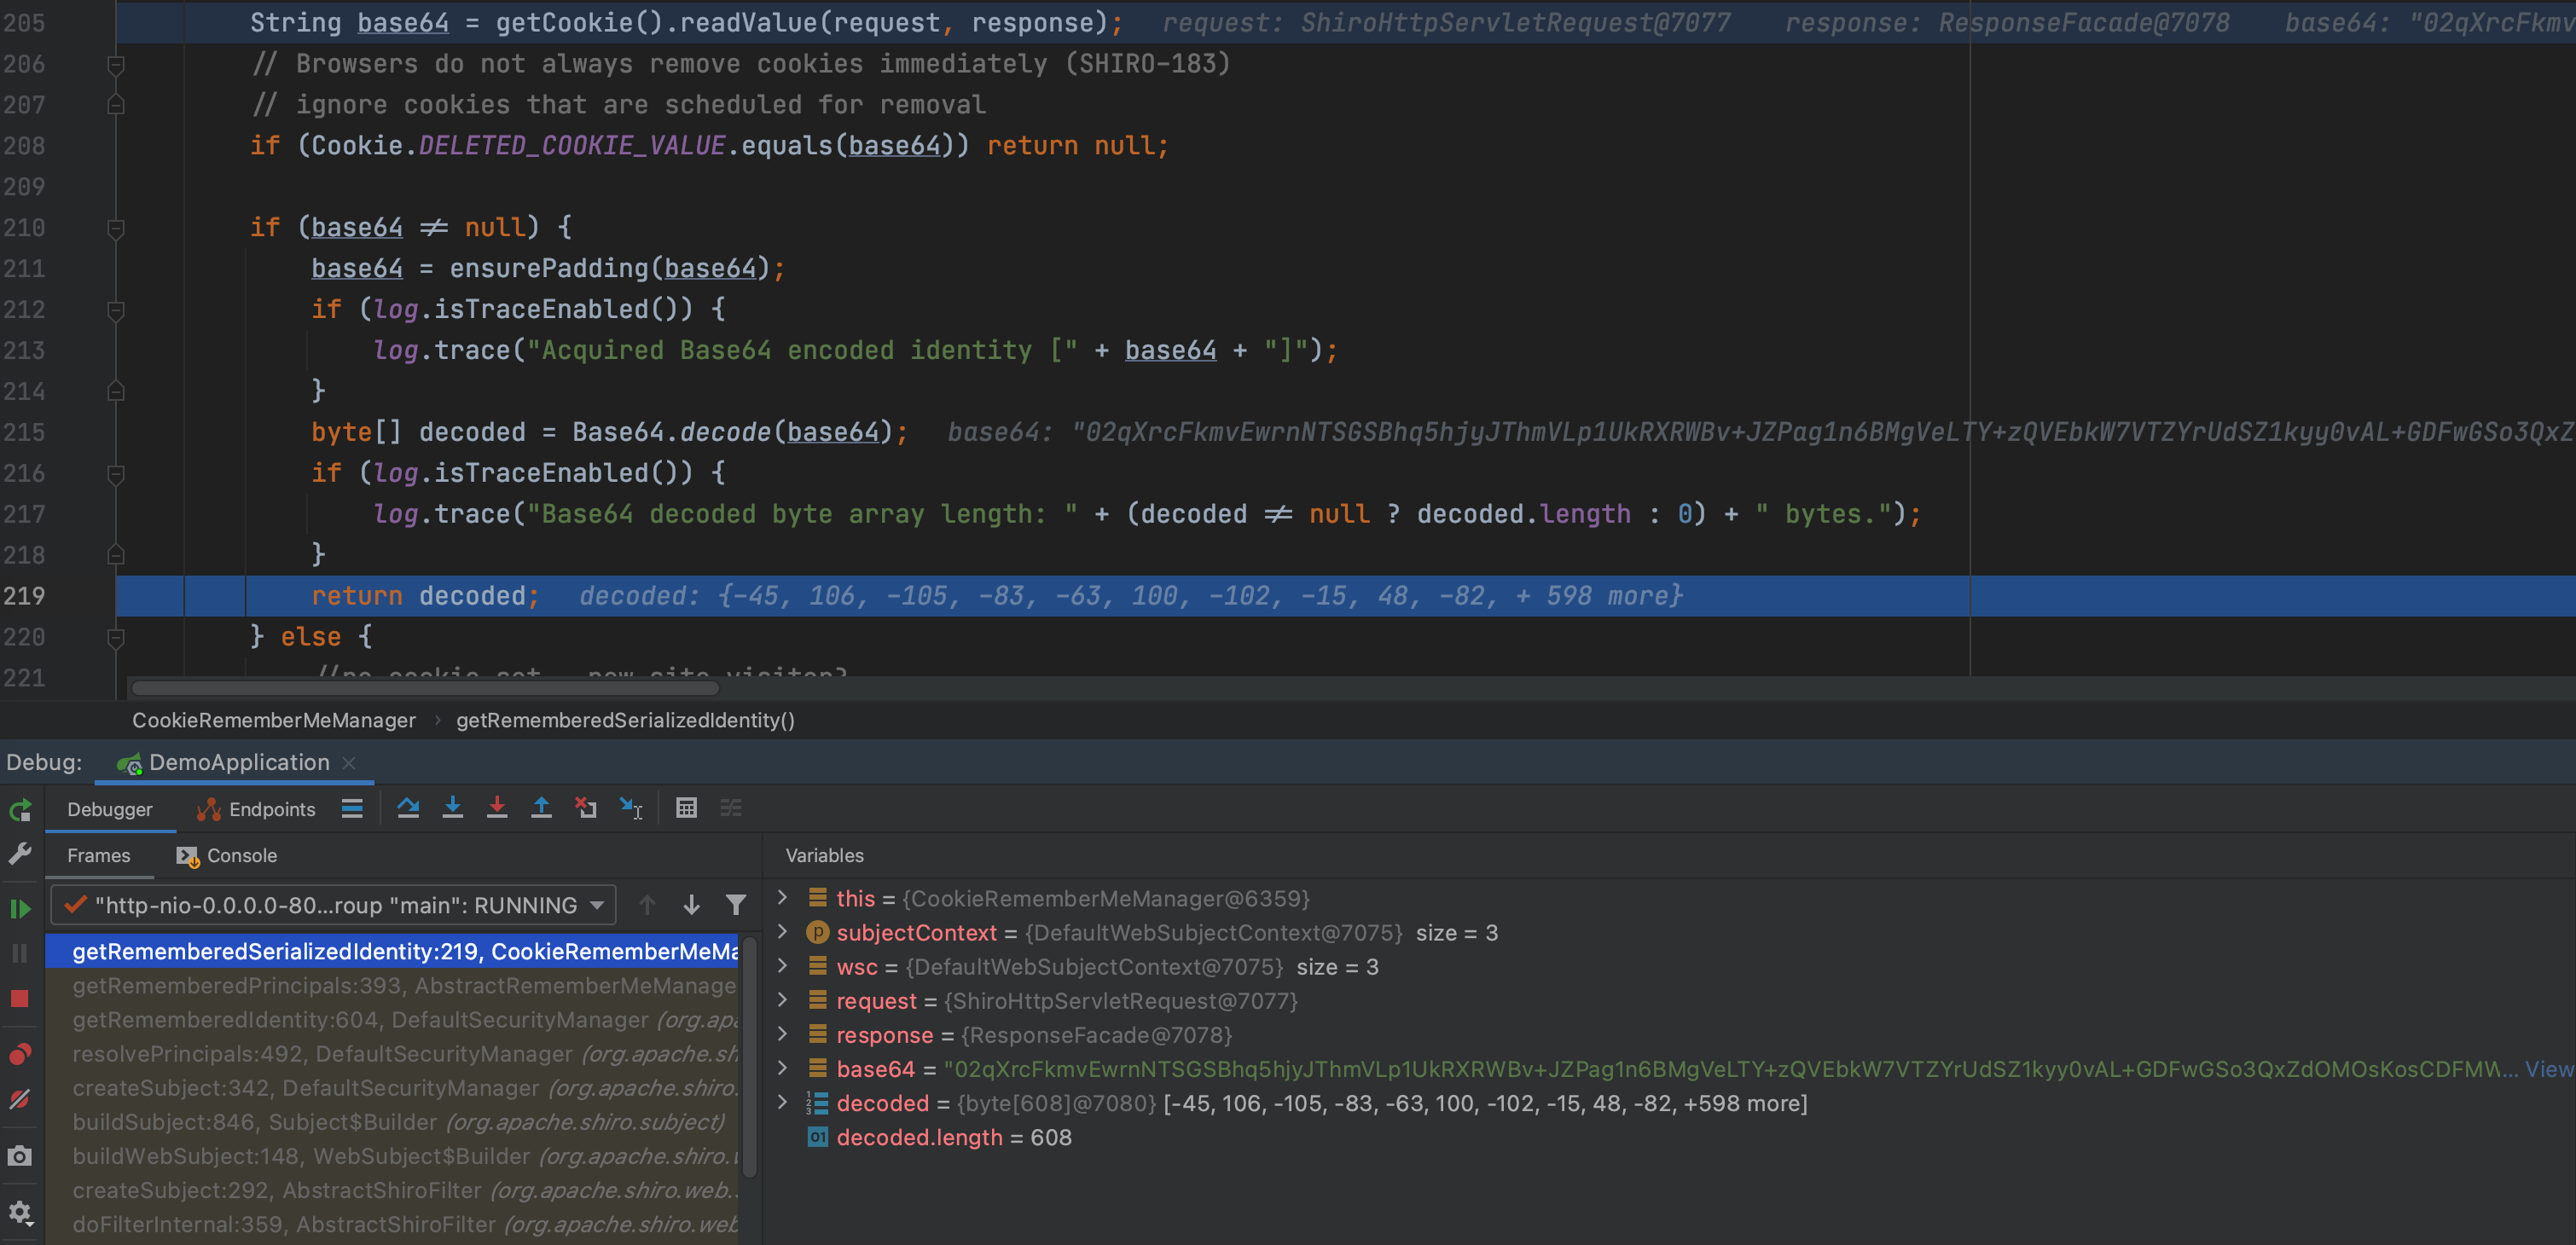 205 String base64 = getCookie().readValue(request, response); request: ShiroHttpServletRequest@7077 response: ResponseFacade@7078 base64: "02qXrcFkmv
206 // Browsers do not always remove cookies immediately (SHIRO-183)
207 // ignore cookies that are scheduled for removal
208 if (Cookie.DELETED_COOKIE_VALUE.equals(base64)) return null;
209
210 if (base64 ≠ null) {
211 base64 = ensurePadding(base64);
212 if (log.isTraceEnabled()) {
213 log.trace("Acquired Base64 encoded identity [" + base64 + "]");
214 }
215 byte[] decoded = Base64.decode(base64); base64: "02qXrcFkmvEwrnNTSGSBhq5hjyJThmVLp1UkRXRWBv+JZPag1n6BMgVeLTY+zQVEbkW7VTZYrUdSZ1kyy0vAL+GDFwGSo3QxZ
216 if (log.isTraceEnabled()) {
217 log.trace("Base64 decoded byte array length: " + (decoded ≠ null ? decoded.length : 0) + " bytes.");
218 }
219 return decoded; decoded: {-45, 106, -105, -83, -63, 100, -102, -15, 48, -82, + 598 more}
220 } else {
221 //no cookie set - new site visitor?
CookieRememberMeManager › getRememberedSerializedIdentity()
Debug: DemoApplication
Debugger Endpoints
Frames Console
Variables
"http-nio-0.0.0.0-80...roup "main": RUNNING
getRememberedSerializedIdentity:219, CookieRememberMeMa
getRememberedPrincipals:393, AbstractRememberMeManage
getRememberedIdentity:604, DefaultSecurityManager (org.apa
resolvePrincipals:492, DefaultSecurityManager (org.apache.sh
createSubject:342, DefaultSecurityManager (org.apache.shiro.
buildSubject:846, Subject$Builder (org.apache.shiro.subject)
buildWebSubject:148, WebSubject$Builder (org.apache.shiro.w
createSubject:292, AbstractShiroFilter (org.apache.shiro.web.s
doFilterInternal:359, AbstractShiroFilter (org.apache.shiro.web
this = {CookieRememberMeManager@6359}
subjectContext = {DefaultWebSubjectContext@7075} size = 3
wsc = {DefaultWebSubjectContext@7075} size = 3
request = {ShiroHttpServletRequest@7077}
response = {ResponseFacade@7078}
base64 = "02qXrcFkmvEwrnNTSGSBhq5hjyJThmVLp1UkRXRWBv+JZPag1n6BMgVeLTY+zQVEbkW7VTZYrUdSZ1kyy0vAL+GDFwGSo3QxZdOMOsKosCDFMW... View
decoded = {byte[608]@7080} [-45, 106, -105, -83, -63, 100, -102, -15, 48, -82, +598 more]
decoded.length = 608